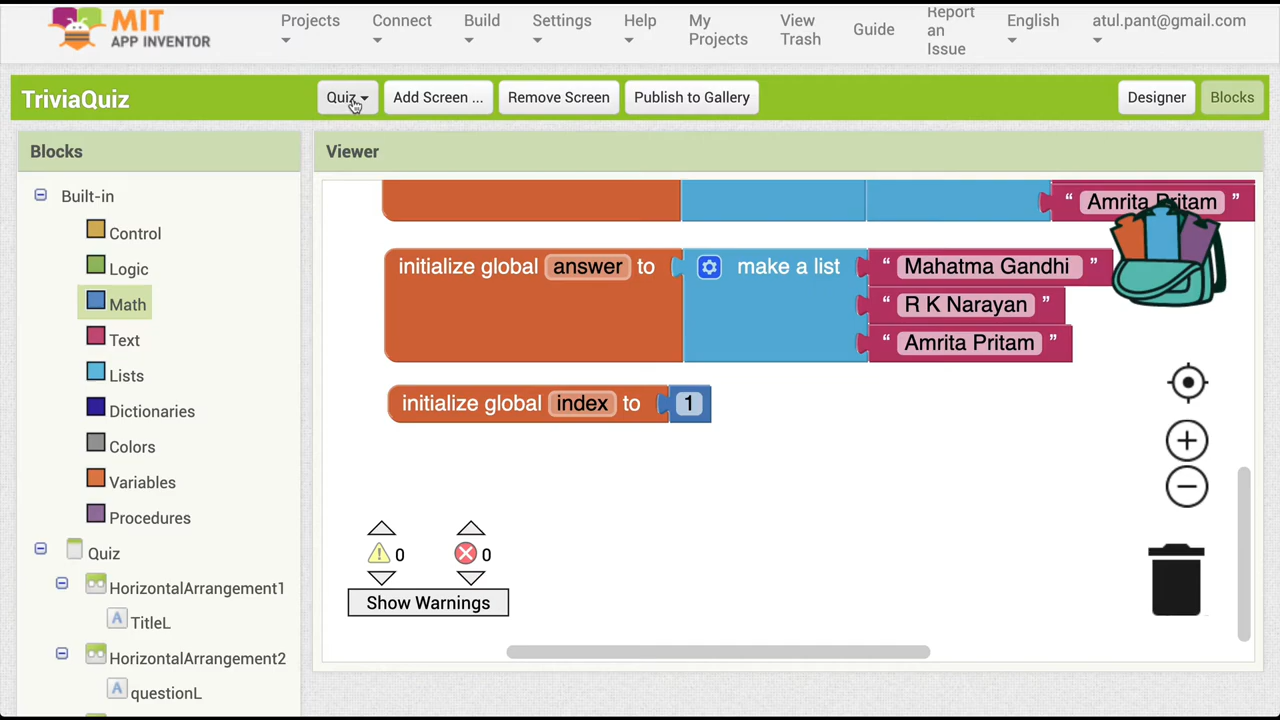 MIT
APP INVENTOR
Projects
Connect
Build
Settings
Help
My
Projects
View
Trash
Guide
Report
an
Issue
English
atul.pant@gmail.com
TriviaQuiz
Quiz
Add Screen ...
Remove Screen
Publish to Gallery
Designer
Blocks
Blocks
Viewer
Built-in
Control
Logic
Math
Text
Lists
Dictionaries
Colors
Variables
Procedures
Quiz
HorizontalArrangement1
A TitleL
HorizontalArrangement2
A questionL
“ Amrita Pritam ”
initialize global answer to make a list “ Mahatma Gandhi ”
“ R K Narayan ”
“ Amrita Pritam ”
initialize global index to 1
0 0
Show Warnings